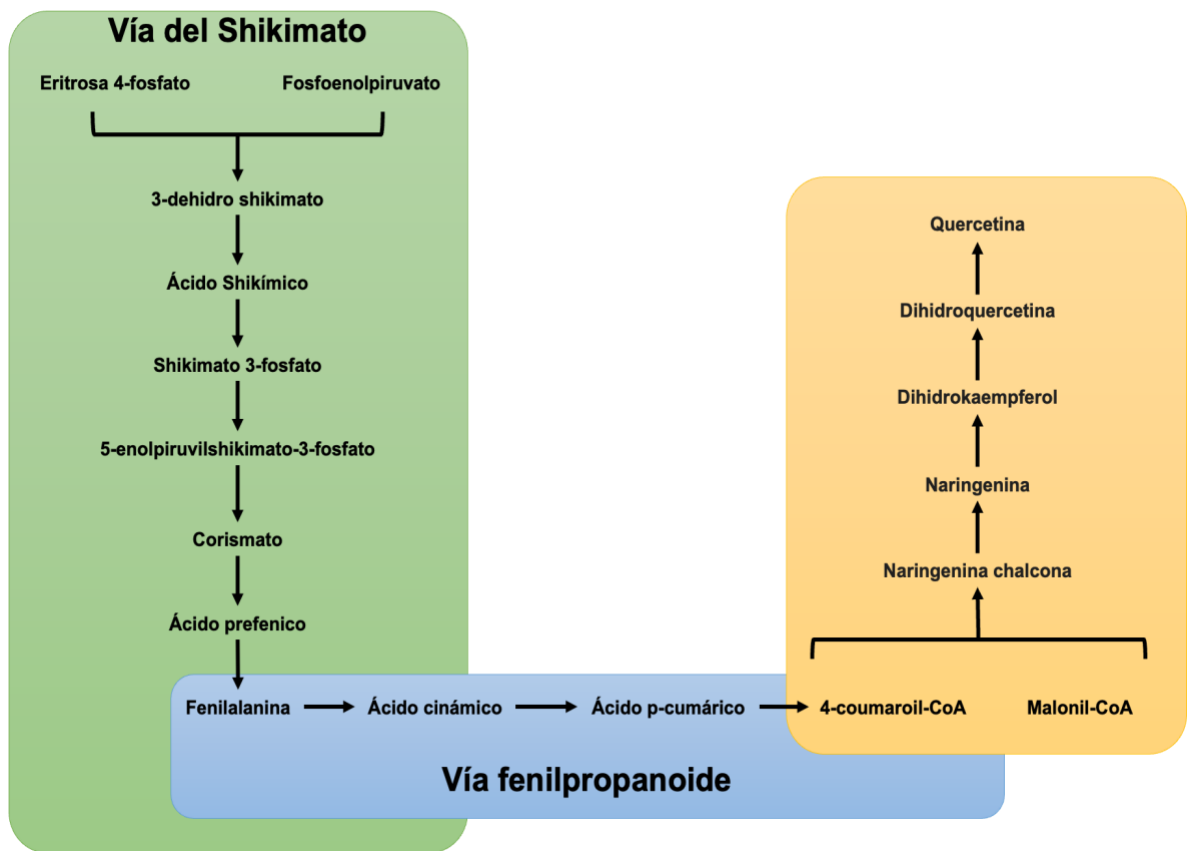 Vía del Shikimato
Eritrosa 4-fosfato
Fosfoenolpiruvato
3-dehidro shikimato
Ácido Shikímico
Shikimato 3-fosfato
5-enolpiruvilshikimato-3-fosfato
Corismato
Ácido prefenico
Fenilalanina
Ácido cinámico
Ácido p-cumárico
4-coumaroil-CoA
Malonil-CoA
Vía fenilpropanoide
Naringenina chalcona
Naringenina
Dihidrokaempferol
Dihidroquercetina
Quercetina